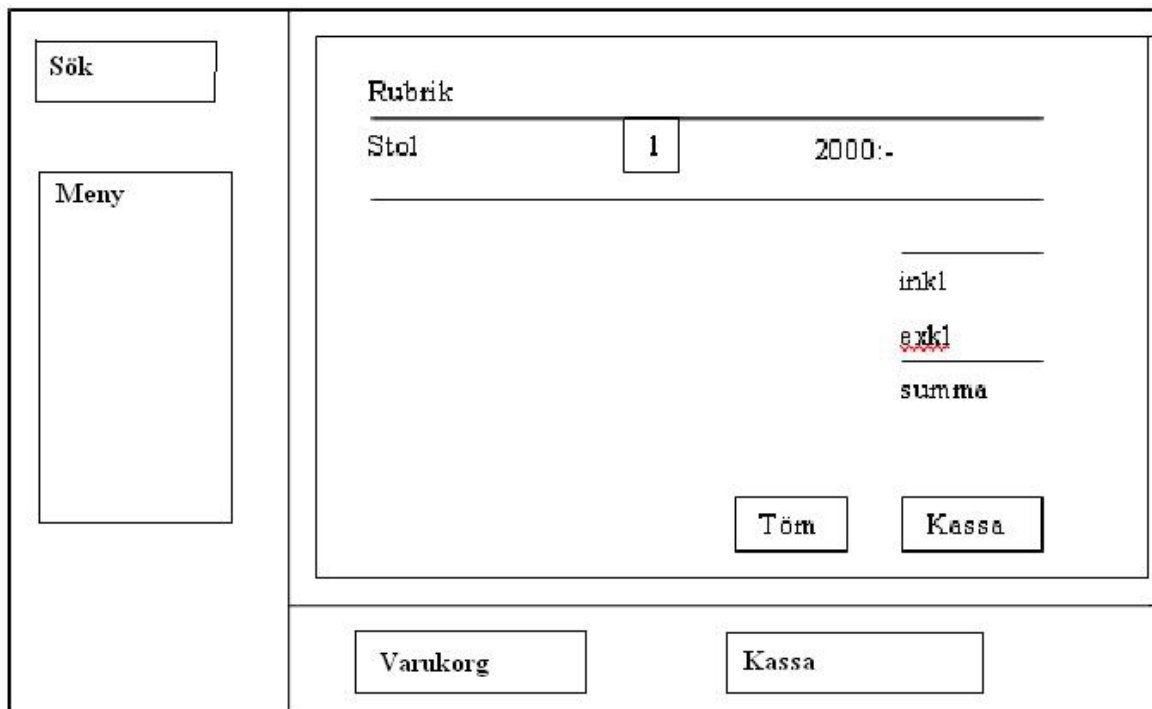 Sök
Meny
Rubrik
Stol 1 2000:-
inkl
exkl
summa
Töm Kassa
Varukorg Kassa